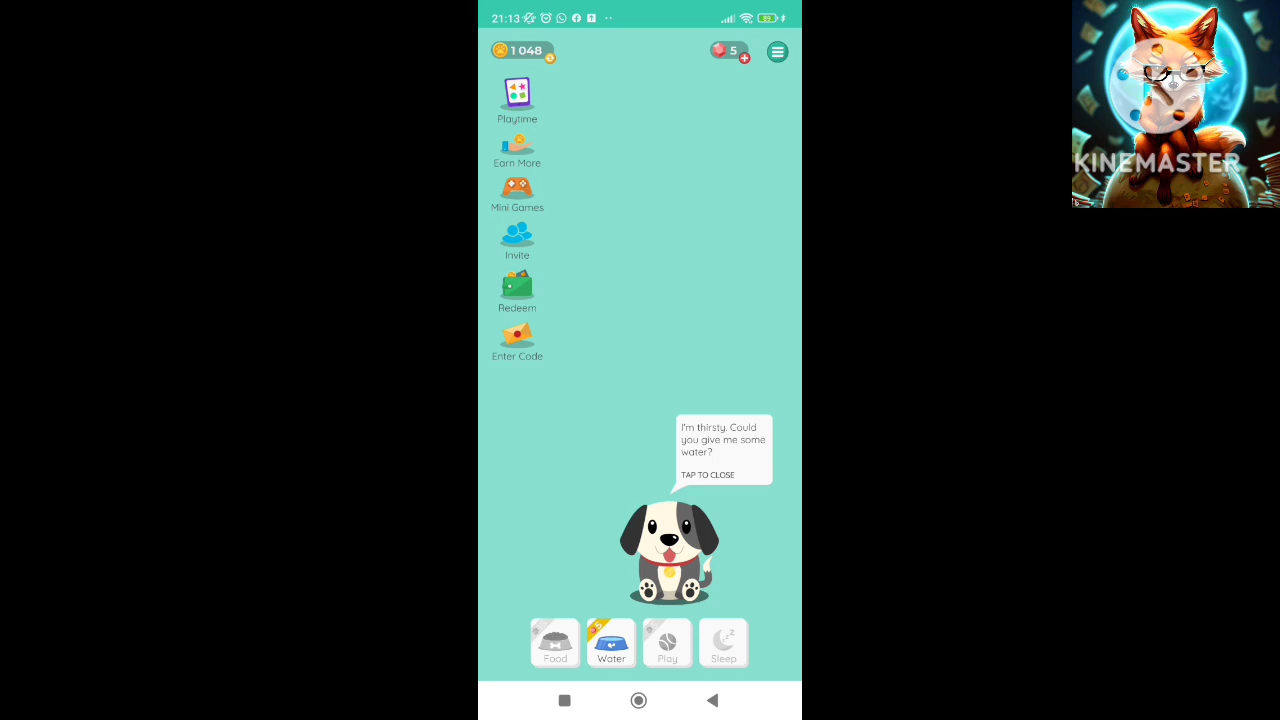 21:13
89
1 048
5
Playtime
Earn More
Mini Games
Invite
Redeem
Enter Code
I'm thirsty. Could
you give me some
water?
TAP TO CLOSE
Food
Water
Play
Sleep
KINEMASTER